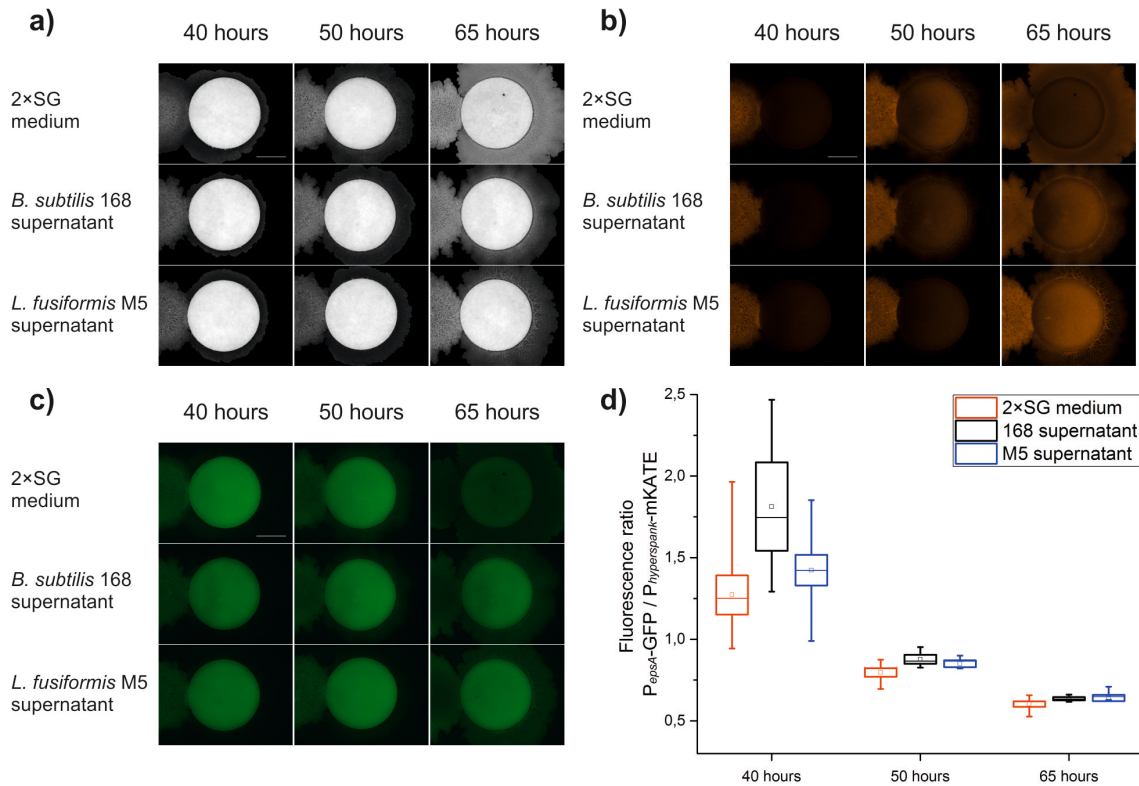 a)
40 hours 50 hours 65 hours
2×SG
medium
B. subtilis 168
supernatant
L. fusiformis M5
supernatant
b)
40 hours 50 hours 65 hours
2×SG
medium
B. subtilis 168
supernatant
L. fusiformis M5
supernatant
c)
40 hours 50 hours 65 hours
2×SG
medium
B. subtilis 168
supernatant
L. fusiformis M5
supernatant
d)
Fluorescence ratio
PepsA-GFP / Phyperspank-mKATE
2,5
2,0
1,5
1,0
0,5
2×SG medium
168 supernatant
M5 supernatant
40 hours 50 hours 65 hours